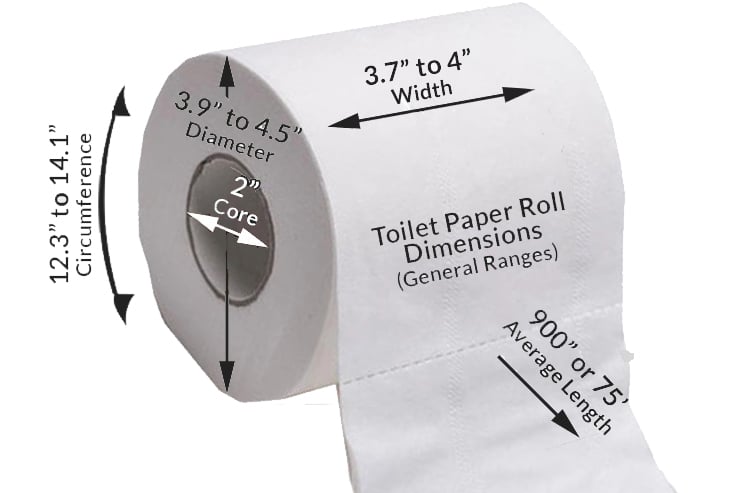 3.7” to 4”
Width
3.9” to 4.5”
Diameter
2”
Core
12.3” to 14.1”
Circumference
Toilet Paper Roll
Dimensions
(General Ranges)
900” or 75’
Average Length